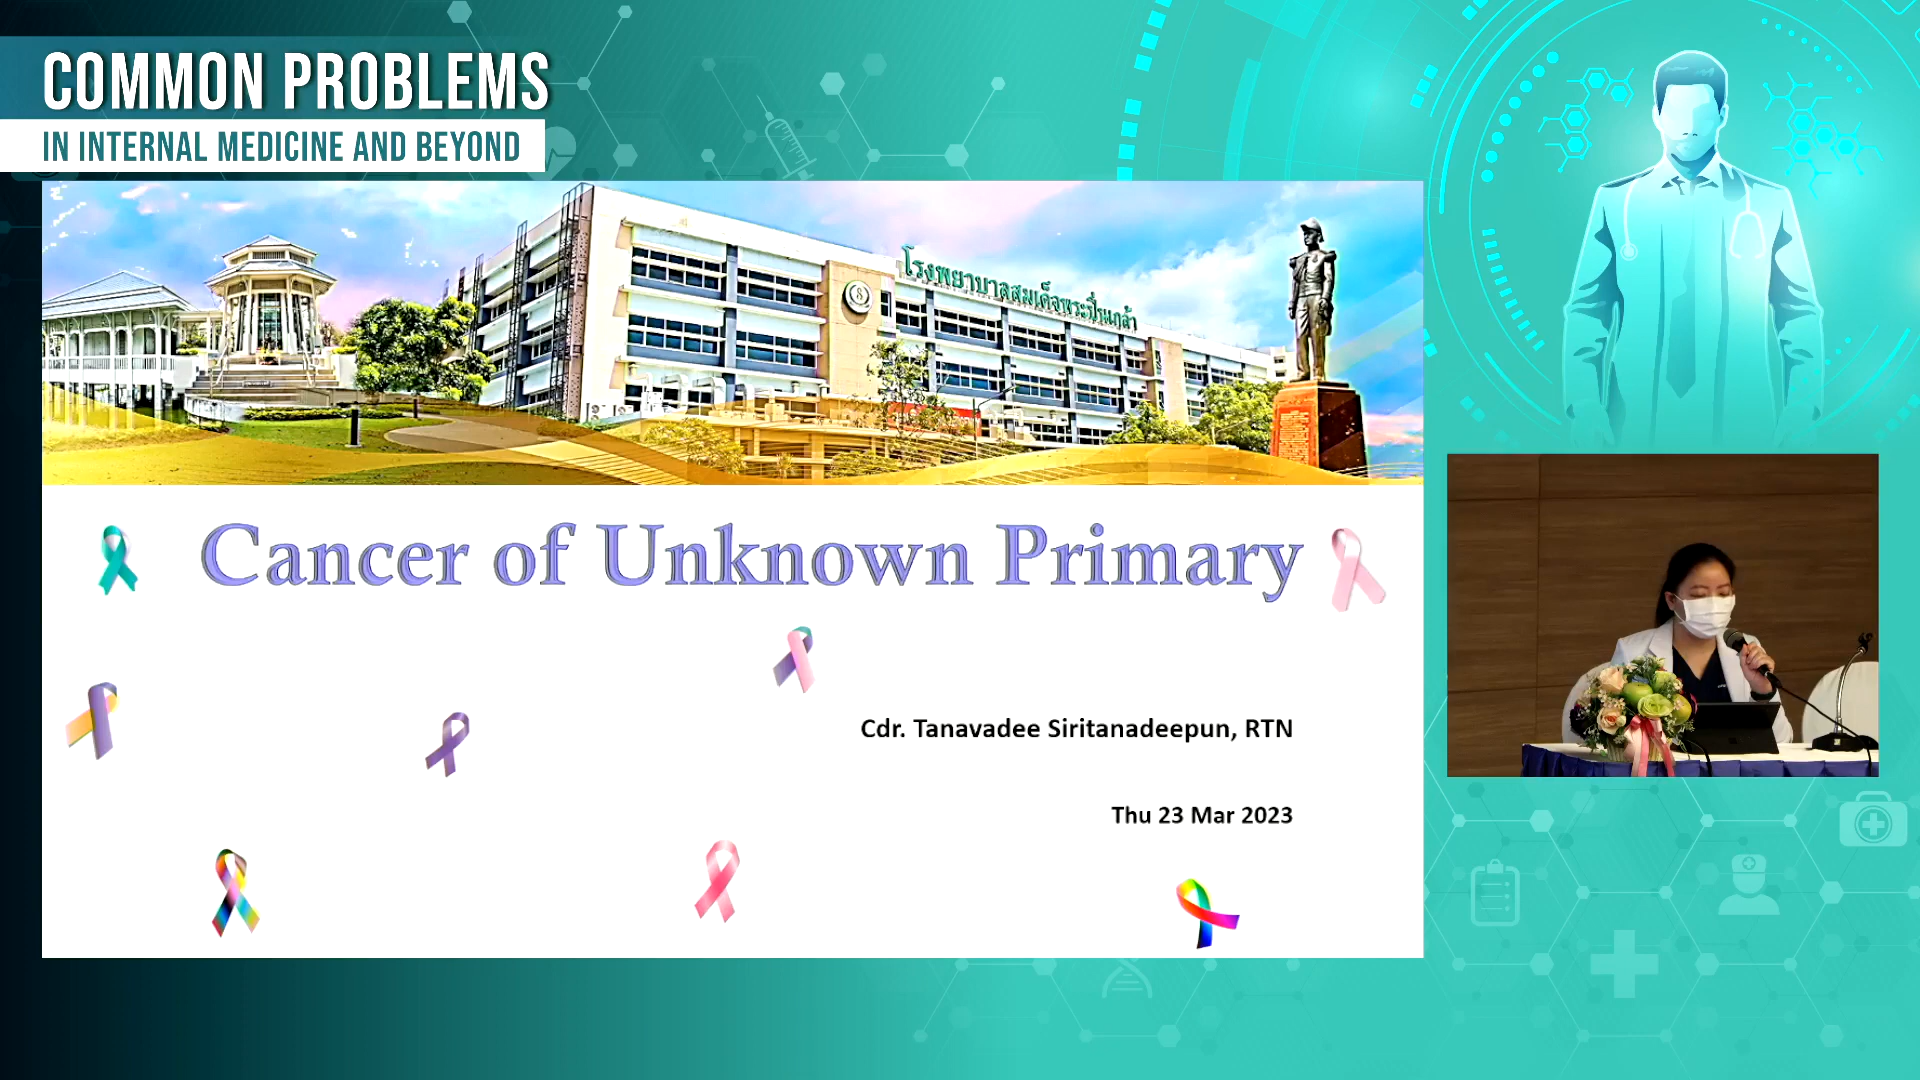 COMMON PROBLEMS
IN INTERNAL MEDICINE AND BEYOND
โรงพยาบาลสมเด็จพระปิ่นเกล้า
Cancer of Unknown Primary
Cdr. Tanavadee Siritanadeepun, RTN
Thu 23 Mar 2023